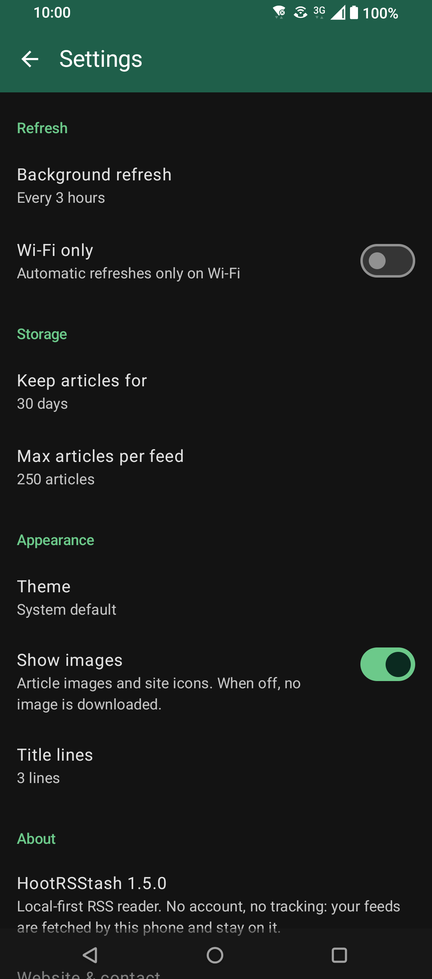 10:00
3G
100%
Settings
Refresh
Background refresh
Every 3 hours
Wi-Fi only
Automatic refreshes only on Wi-Fi
Storage
Keep articles for
30 days
Max articles per feed
250 articles
Appearance
Theme
System default
Show images
Article images and site icons. When off, no
image is downloaded.
Title lines
3 lines
About
HootRSStash 1.5.0
Local-first RSS reader. No account, no tracking: your feeds
are fetched by this phone and stay on it.
Website & contact